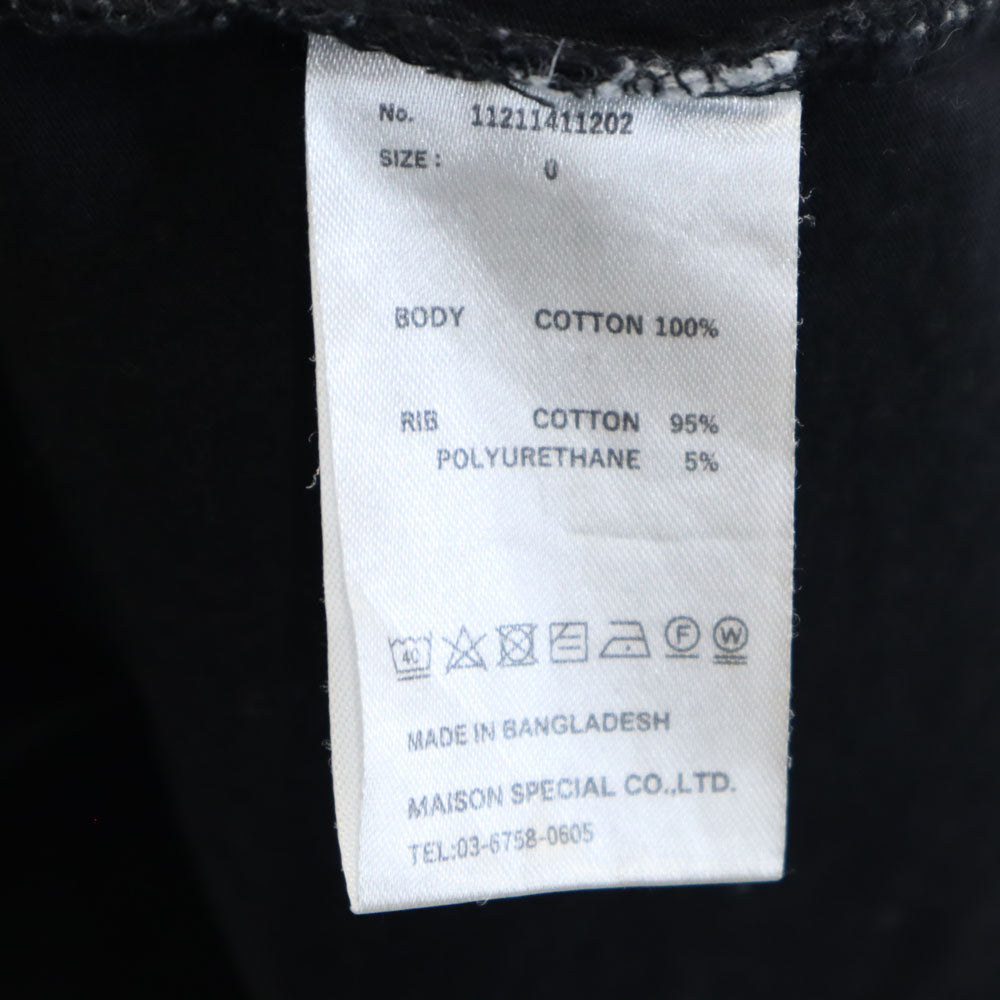 No. 11211411202
SIZE : 0
BODY COTTON 100%
RIB COTTON 95%
POLYURETHANE 5%
40 F W
MADE IN BANGLADESH
MAISON SPECIAL CO.,LTD.
TEL:03-6758-0605